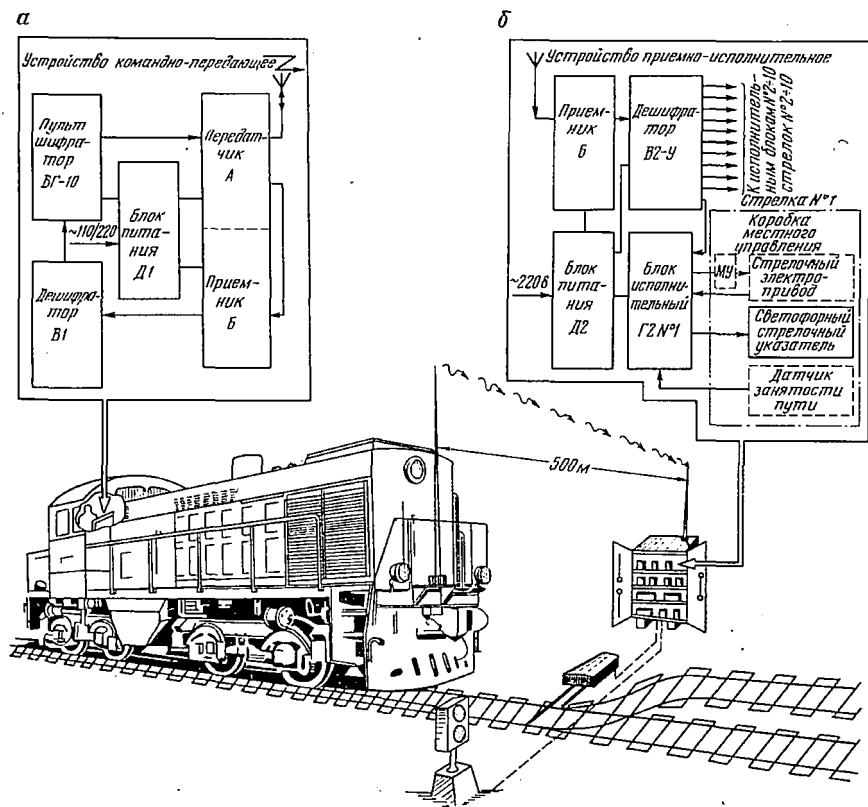 а
Устройство командно-передающее
Пульт
шифра-
тор
ВГ-10
Передат-
чик
А
Блок
пита-
ния
Д1
~110/220
Дешифра-
тор
В1
Прием-
ник
Б
б
Устройство приемно-исполнительное
Прием-
ник
Б
Дешиф-
ратор
В2-У
К исполнитель-
ным блокам №2÷10
стрелок №2÷10
Стрелка №1
Коробка
местного
управления
~220в
Блок
пита-
ния
Д2
Блок
исполни-
тельный
Г2 №1
МУ
Стрелочный
электро-
привод
Светофорный
стрелочный
указатель
Датчик
занятости
пути
500м